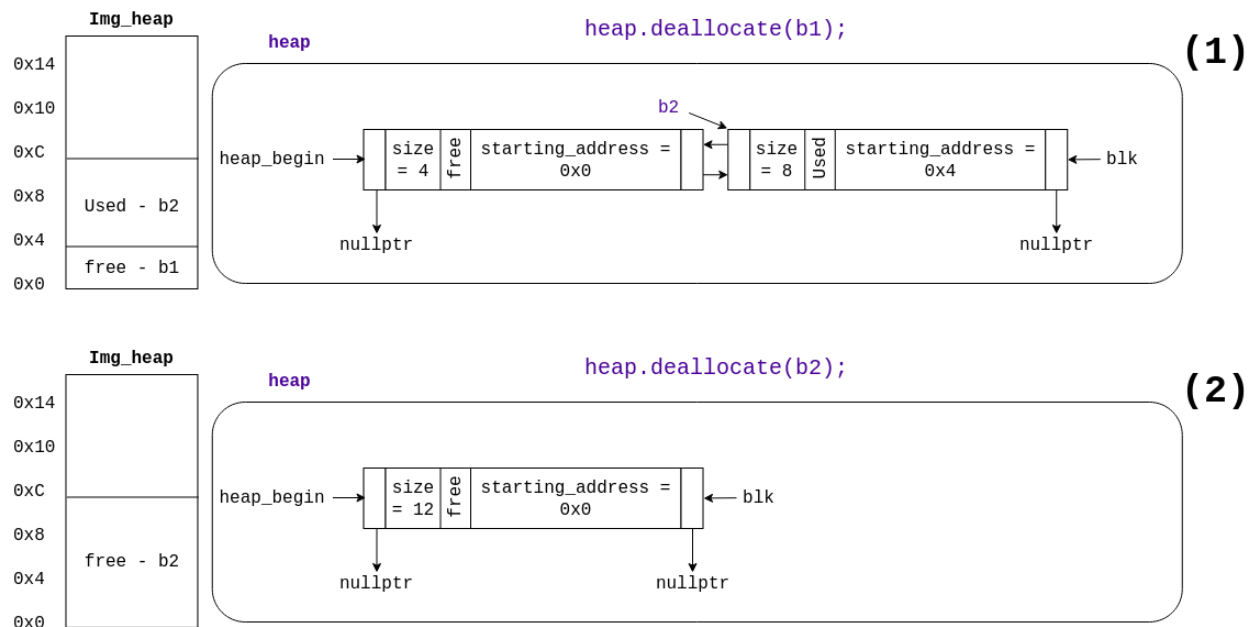 Img_heap
heap.deallocate(b1);
(1)
heap
0x14
0x10
0xC
0x8
0x4
0x0
Used - b2
free - b1
b2
heap_begin
size
= 4
free
starting_address =
0x0
size
= 8
Used
starting_address =
0x4
blk
nullptr
nullptr
Img_heap
heap.deallocate(b2);
(2)
heap
0x14
0x10
0xC
0x8
0x4
0x0
free - b2
heap_begin
size
= 12
free
starting_address =
0x0
blk
nullptr
nullptr